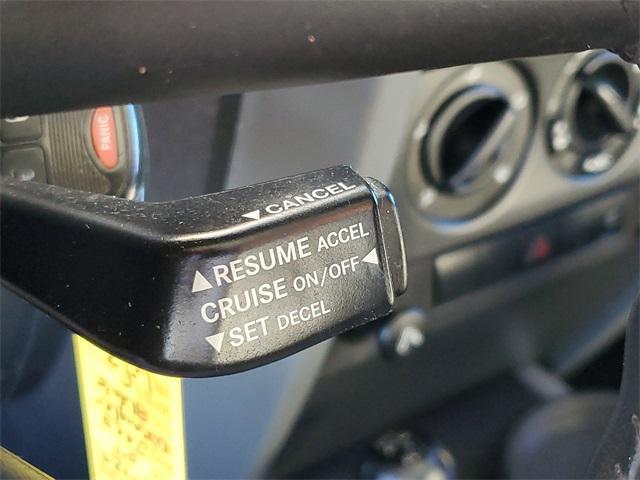 PANIC
◀ CANCEL
▲ RESUME ACCEL
CRUISE ON/OFF ◀
▼ SET DECEL